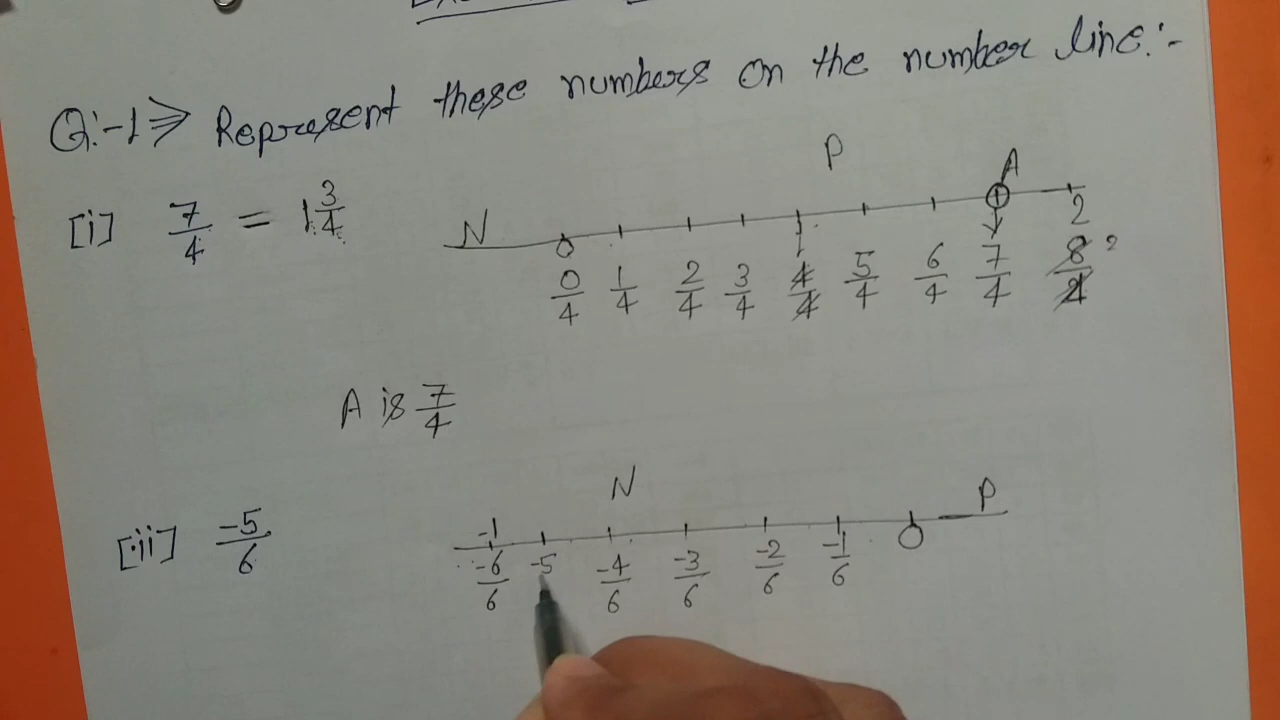 Q:-1⇒ Represent these numbers on the number line:-
P
A
[i] 7/4 = 1 3/4
N
1 2
0/4 1/4 2/4 3/4 4/4 5/4 6/4 7/4 8/4 2
A is 7/4
N
P
[ii] -5/6
-1
0
-6/6 -5 -4/6 -3/6 -2/6 -1/6